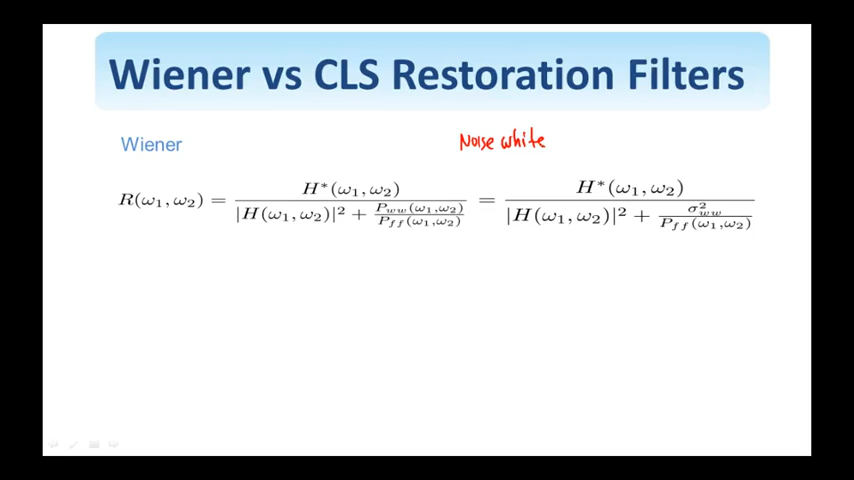 Wiener vs CLS Restoration Filters
Wiener
Noise white
R(ω₁, ω₂) = H*(ω₁, ω₂) / (|H(ω₁, ω₂)|² + P_ww(ω₁, ω₂) / P_ff(ω₁, ω₂)) = H*(ω₁, ω₂) / (|H(ω₁, ω₂)|² + σ²_ww / P_ff(ω₁, ω₂))